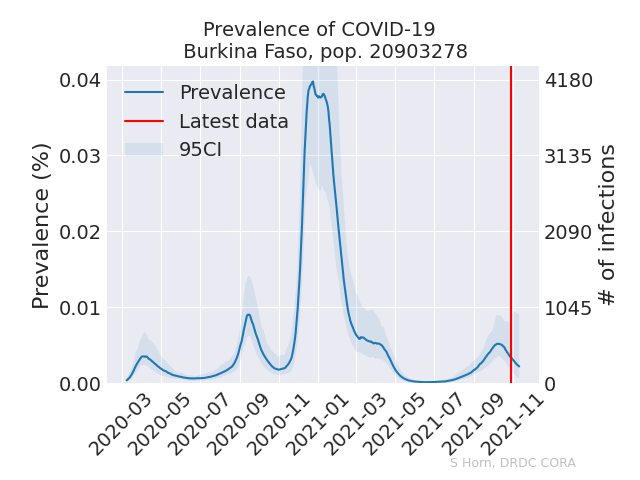 Prevalence of COVID-19
Burkina Faso, pop. 20903278
Prevalence
Latest data
95CI
Prevalence (%)
0.04
0.03
0.02
0.01
0.00
4180
3135
2090
1045
0
# of infections
2020-03
2020-05
2020-07
2020-09
2020-11
2021-01
2021-03
2021-05
2021-07
2021-09
2021-11
S Horn, DRDC CORA